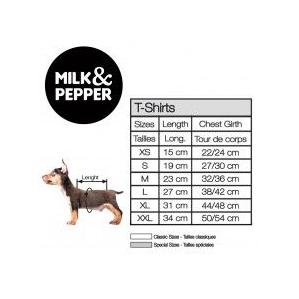 MILK&
PEPPER
T-Shirts
Sizes Length Chest Girth
Tailles Long. Tour de corps
XS 15 cm 22/24 cm
S 19 cm 27/30 cm
M 23 cm 32/36 cm
L 27 cm 38/42 cm
XL 31 cm 44/48 cm
XXL 34 cm 50/54 cm
Lenght
Classic Sizes - Tailles classiques
Special Sizes - Tailles spéciales